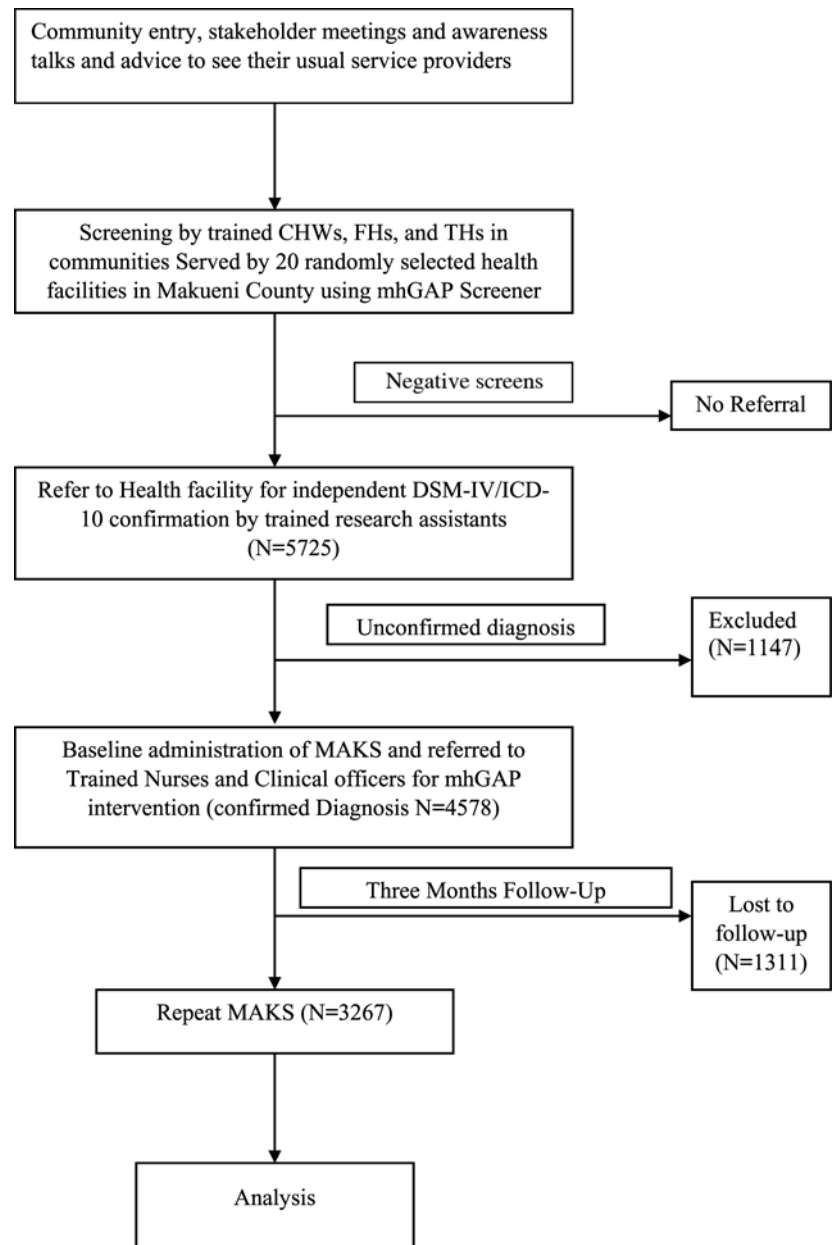 Community entry, stakeholder meetings and awareness
talks and advice to see their usual service providers
Screening by trained CHWs, FHs, and THs in
communities Served by 20 randomly selected health
facilities in Makueni County using mhGAP Screener
Negative screens
No Referral
Refer to Health facility for independent DSM-IV/ICD-
10 confirmation by trained research assistants
(N=5725)
Unconfirmed diagnosis
Excluded
(N=1147)
Baseline administration of MAKS and referred to
Trained Nurses and Clinical officers for mhGAP
intervention (confirmed Diagnosis N=4578)
Three Months Follow-Up
Lost to
follow-up
(N=1311)
Repeat MAKS (N=3267)
Analysis